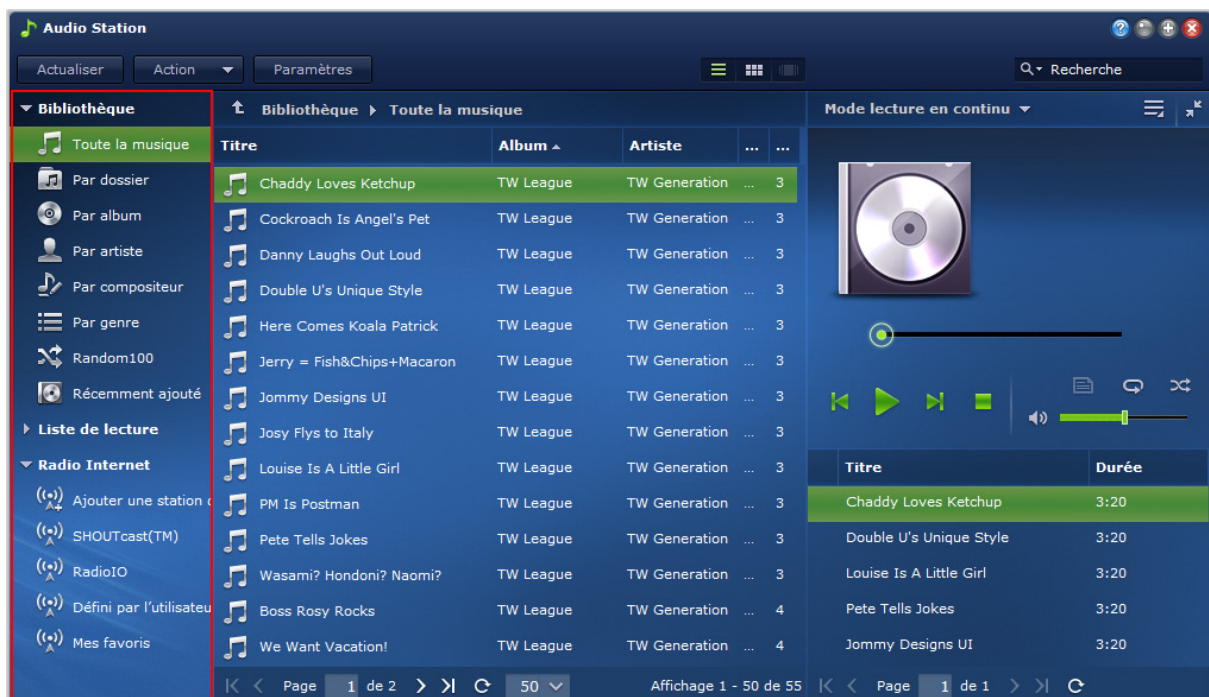 Audio Station
Actualiser Action Paramètres Recherche
Bibliothèque
Toute la musique
Par dossier
Par album
Par artiste
Par compositeur
Par genre
Random100
Récemment ajouté
Liste de lecture
Radio Internet
Ajouter une station
SHOUTcast(TM)
RadioIO
Défini par l'utilisateu
Mes favoris
Bibliothèque Toute la musique
Titre Album Artiste ... ...
Chaddy Loves Ketchup TW League TW Generation ... 3
Cockroach Is Angel's Pet TW League TW Generation ... 3
Danny Laughs Out Loud TW League TW Generation ... 3
Double U's Unique Style TW League TW Generation ... 3
Here Comes Koala Patrick TW League TW Generation ... 3
Jerry = Fish&Chips+Macaron TW League TW Generation ... 3
Jommy Designs UI TW League TW Generation ... 3
Josy Flys to Italy TW League TW Generation ... 3
Louise Is A Little Girl TW League TW Generation ... 3
PM Is Postman TW League TW Generation ... 3
Pete Tells Jokes TW League TW Generation ... 3
Wasami? Hondoni? Naomi? TW League TW Generation ... 3
Boss Rosy Rocks TW League TW Generation ... 4
We Want Vacation! TW League TW Generation ... 4
Page 1 de 2 50 Affichage 1 - 50 de 55
Mode lecture en continu
Titre Durée
Chaddy Loves Ketchup 3:20
Double U's Unique Style 3:20
Louise Is A Little Girl 3:20
Pete Tells Jokes 3:20
Jommy Designs UI 3:20
Page 1 de 1